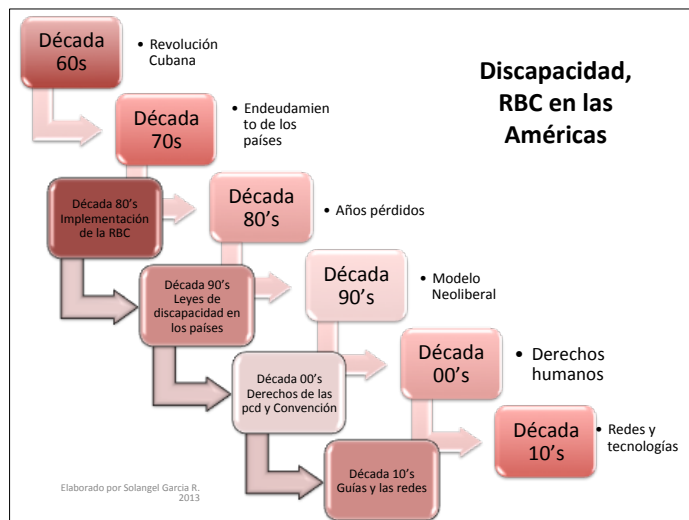 Discapacidad,
RBC en las
Américas
Década
60s
• Revolución
Cubana
Década
70s
• Endeudamien
to de los
países
Década
80's
• Años pérdidos
Década
90's
• Modelo
Neoliberal
Década
00's
• Derechos
humanos
Década
10's
• Redes y
tecnologías
Década 80's
Implementación
de la RBC
Década 90's
Leyes de
discapacidad en
los países
Década 00's
Derechos de las
pcd y Convención
Década 10's
Guías y las redes
Elaborado por Solangel Garcia R.
2013